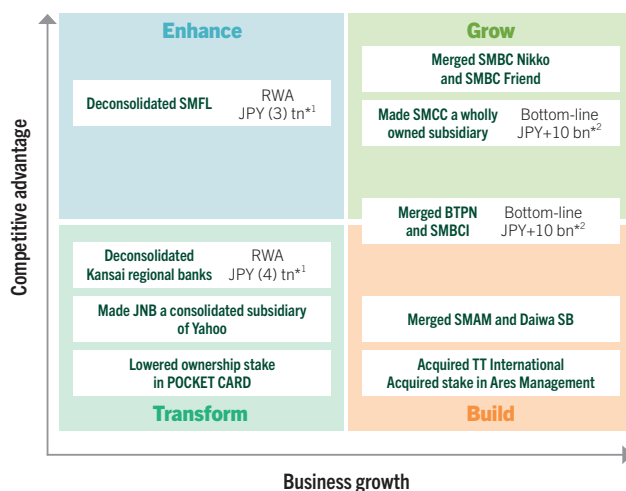 Competitive advantage
Enhance
Deconsolidated SMFL
RWA
JPY (3) tn*1
Grow
Merged SMBC Nikko
and SMBC Friend
Made SMCC a wholly
owned subsidiary
Bottom-line
JPY+10 bn*2
Merged BTPN
and SMBCI
Bottom-line
JPY+10 bn*2
Deconsolidated
Kansai regional banks
RWA
JPY (4) tn*1
Made JNB a consolidated subsidiary
of Yahoo
Lowered ownership stake
in POCKET CARD
Transform
Merged SMAM and Daiwa SB
Acquired TT International
Acquired stake in Ares Management
Build
Business growth